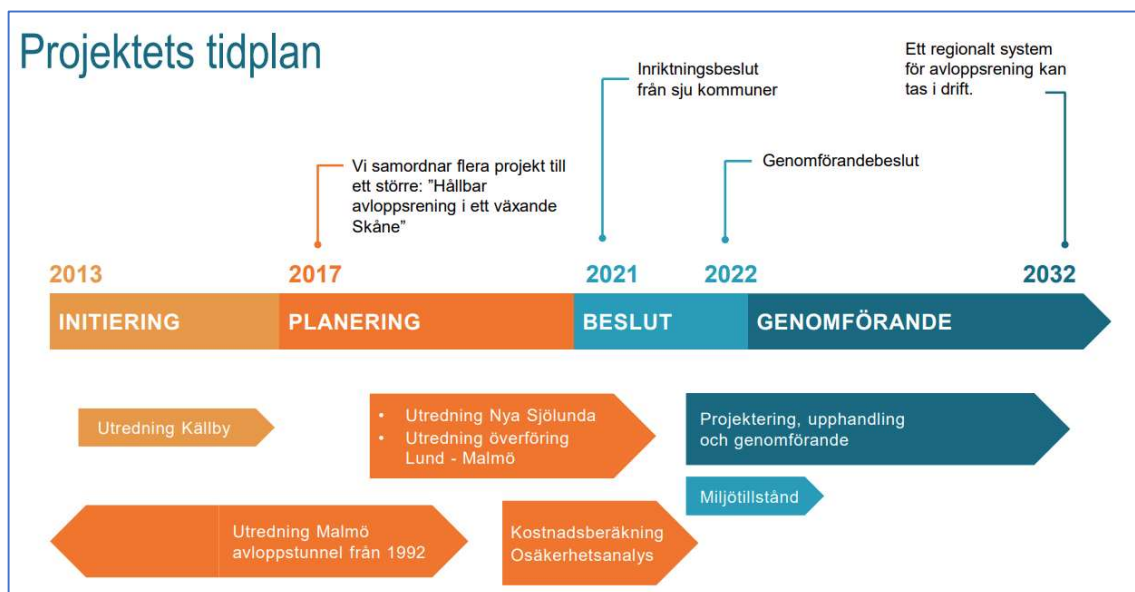 Projektets tidplan
Ett regionalt system
för avloppsrening kan
tas i drift.
Inriktningsbeslut
från sju kommuner
Vi samordnar flera projekt till
ett större: ”Hållbar
avloppsrening i ett växande
Skåne”
Genomförandebeslut
2013
2017
2021
2022
2032
INITIERING
PLANERING
BESLUT
GENOMFÖRANDE
Utredning Källby
• Utredning Nya Sjölunda
• Utredning överföring
Lund - Malmö
Projektering, upphandling
och genomförande
Miljötillstånd
Utredning Malmö
avloppstunnel från 1992
Kostnadsberäkning
Osäkerhetsanalys